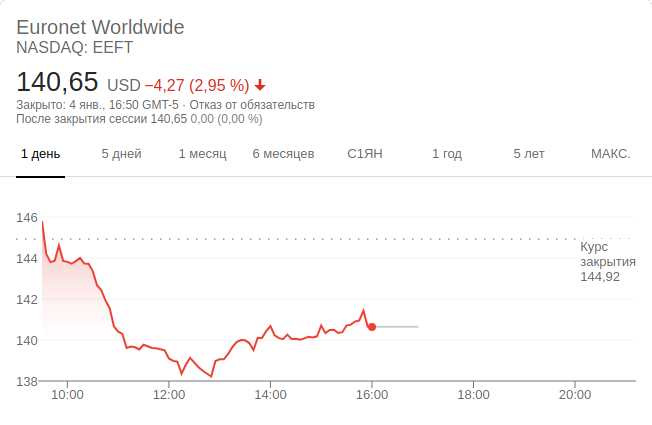 Euronet Worldwide
NASDAQ: EEFT
140,65 USD −4,27 (2,95 %)
Закрыто: 4 янв., 16:50 GMT-5 · Отказ от обязательств
После закрытия сессии 140,65 0,00 (0,00 %)
1 день 5 дней 1 месяц 6 месяцев С1ЯН 1 год 5 лет МАКС.
146
Курс
закрытия
144,92
144
142
140
138
10:00 12:00 14:00 16:00 18:00 20:00